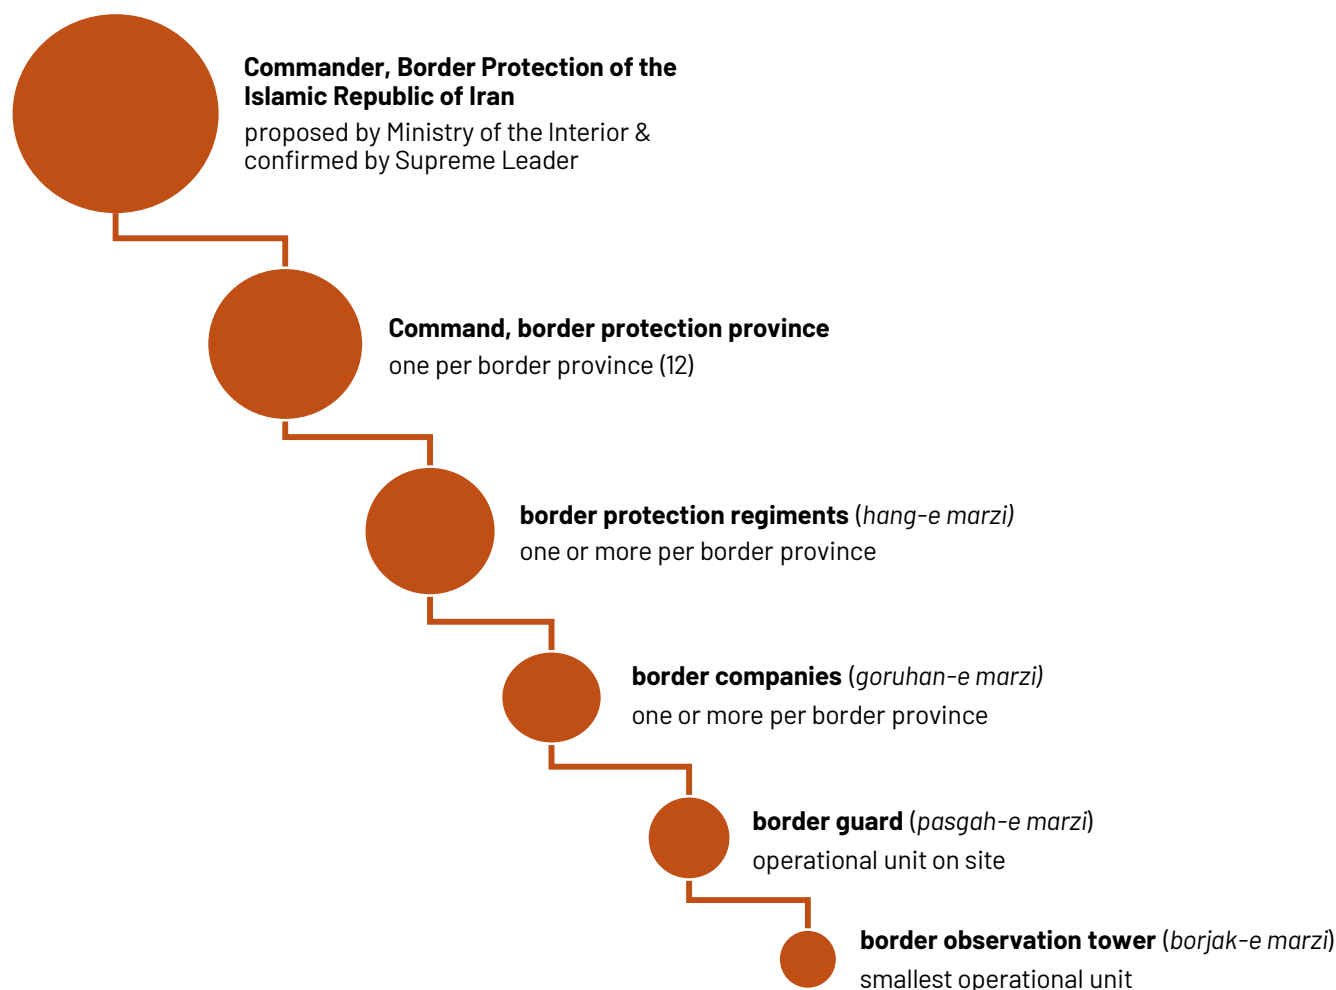 Commander, Border Protection of the
Islamic Republic of Iran
proposed by Ministry of the Interior &
confirmed by Supreme Leader
Command, border protection province
one per border province (12)
border protection regiments (hang-e marzi)
one or more per border province
border companies (goruhan-e marzi)
one or more per border province
border guard (pasgah-e marzi)
operational unit on site
border observation tower (borjak-e marzi)
smallest operational unit